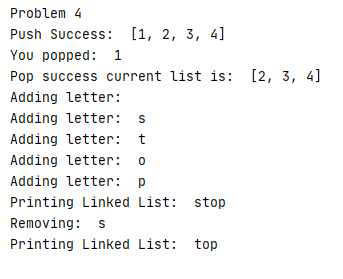 Problem 4
Push Success:  [1, 2, 3, 4]
You popped:  1
Pop success current list is:  [2, 3, 4]
Adding letter:
Adding letter:  s
Adding letter:  t
Adding letter:  o
Adding letter:  p
Printing Linked List:  stop
Removing:  s
Printing Linked List:  top